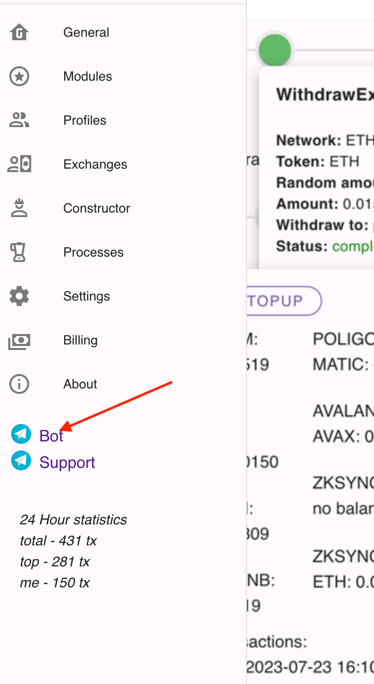 General
Modules
Profiles
Exchanges
Constructor
Processes
Settings
Billing
About
Bot
Support
24 Hour statistics
total - 431 tx
top - 281 tx
me - 150 tx
WithdrawEx
Network: ETH
Token: ETH
Random amou
Amount: 0.01
Withdraw to:
Status: comple
TOPUP
M:
519
0150
309
NB:
19
POLIGO
MATIC:
AVALAN
AVAX: 0
ZKSYNC
no balan
ZKSYNC
ETH: 0.0
actions:
2023-07-23 16:10